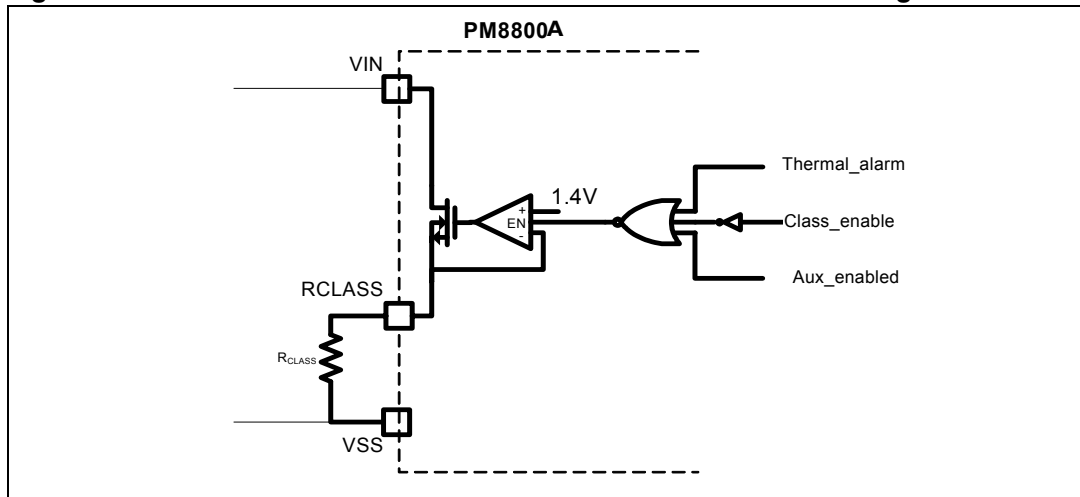 PM8800A
VIN
Thermal_alarm
1.4V
+
EN
-
Class_enable
Aux_enabled
RCLASS
RCLASS
VSS